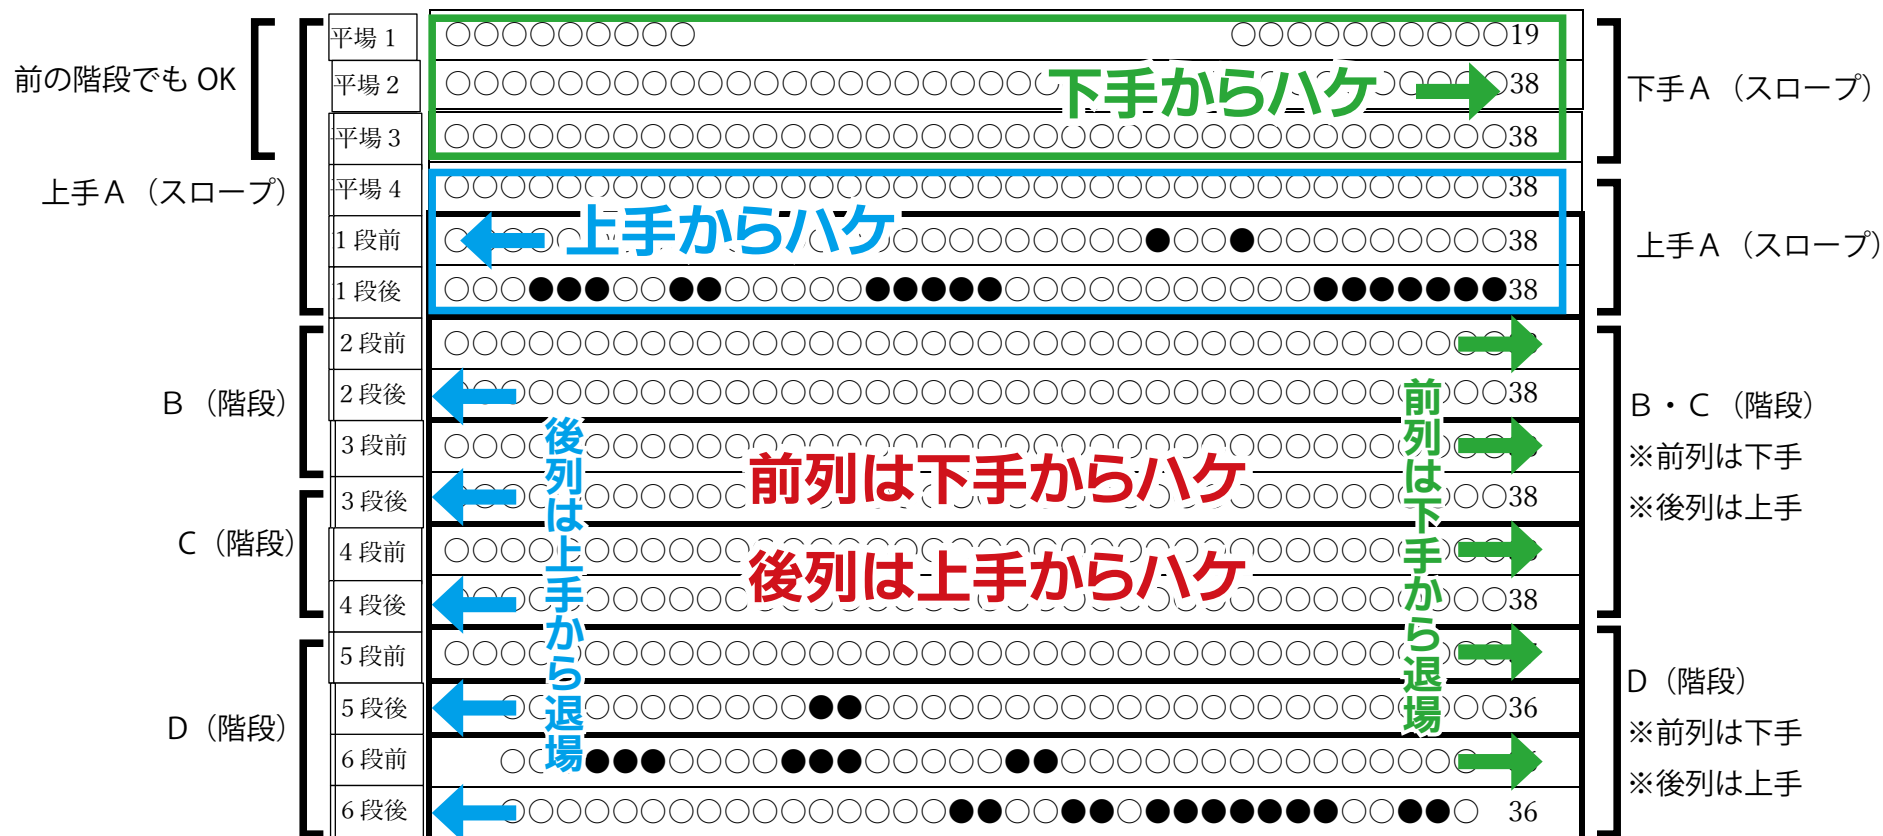 平場 1
19
平場 2
38
平場 3
38
平場 4
38
1 段前
38
1 段後
38
2 段前
2 段後
38
3 段前
3 段後
38
4 段前
4 段後
38
5 段前
5 段後
36
6 段前
6 段後
36
前の階段でも OK
上手A（スロープ）
B（階段）
C（階段）
D（階段）
下手からハケ
上手からハケ
前列は下手からハケ
後列は上手からハケ
後列は上手から退場
前列は下手から退場
下手A（スロープ）
上手A（スロープ）
B・C（階段）
※前列は下手
※後列は上手
D（階段）
※前列は下手
※後列は上手